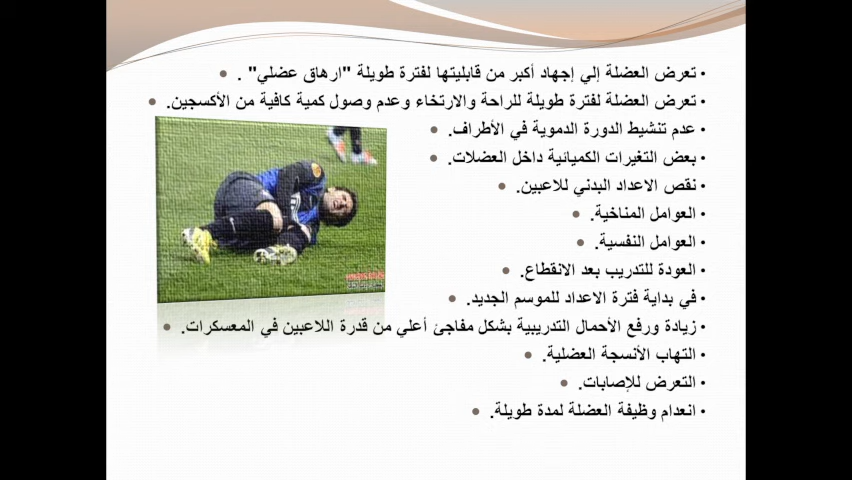 • تعرض العضلة إلي إجهاد أكبر من قابليتها لفترة طويلة "ارهاق عضلي" .
• تعرض العضلة لفترة طويلة للراحة والارتخاء وعدم وصول كمية كافية من الأكسجين.
• عدم تنشيط الدورة الدموية في الأطراف.
• بعض التغيرات الكميائية داخل العضلات.
• نقص الاعداد البدني للاعبين.
• العوامل المناخية.
• العوامل النفسية.
• العودة للتدريب بعد الانقطاع.
• في بداية فترة الاعداد للموسم الجديد.
• زيادة ورفع الأحمال التدريبية بشكل مفاجئ أعلي من قدرة اللاعبين في المعسكرات.
• التهاب الأنسجة العضلية.
• التعرض للإصابات.
• انعدام وظيفة العضلة لمدة طويلة.